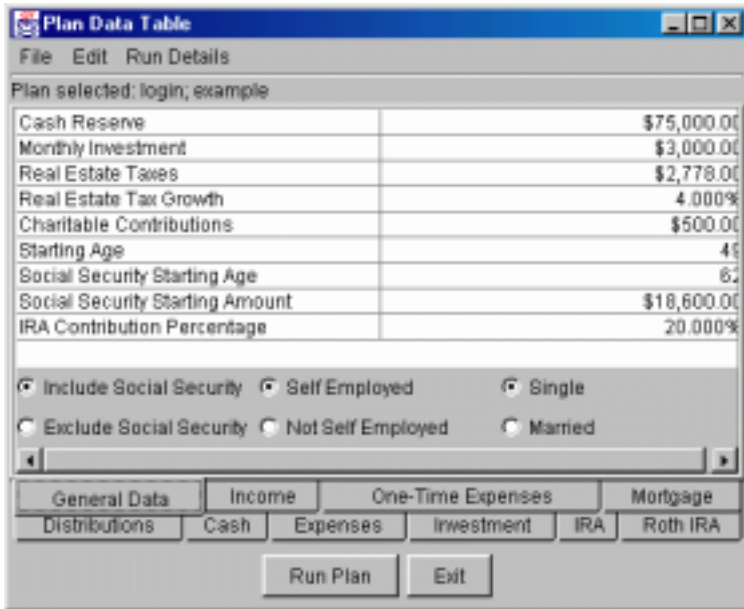 Plan Data Table
File Edit Run Details
Plan selected: login; example
Cash Reserve $75,000.00
Monthly Investment $3,000.00
Real Estate Taxes $2,778.00
Real Estate Tax Growth 4.000%
Charitable Contributions $500.00
Starting Age 49
Social Security Starting Age 62
Social Security Starting Amount $18,600.00
IRA Contribution Percentage 20.000%
Include Social Security Self Employed Single
Exclude Social Security Not Self Employed Married
General Data Income One-Time Expenses Mortgage
Distributions Cash Expenses Investment IRA Roth IRA
Run Plan Exit